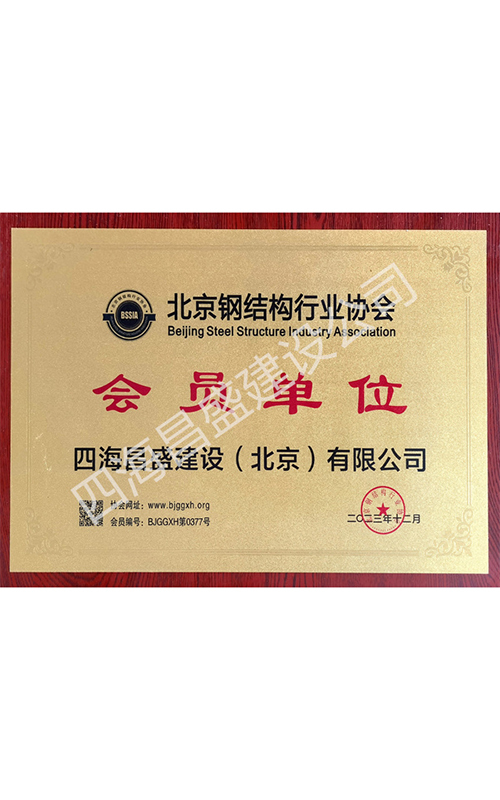 BSSIA
北京钢结构行业协会
Beijing Steel Structure Industry Association
会员单位
四海昌盛建设（北京）有限公司
协会网址：www.bjggxh.org
会员编号：BJGGXH第0377号
二〇二三年十二月
四海昌盛建设公司